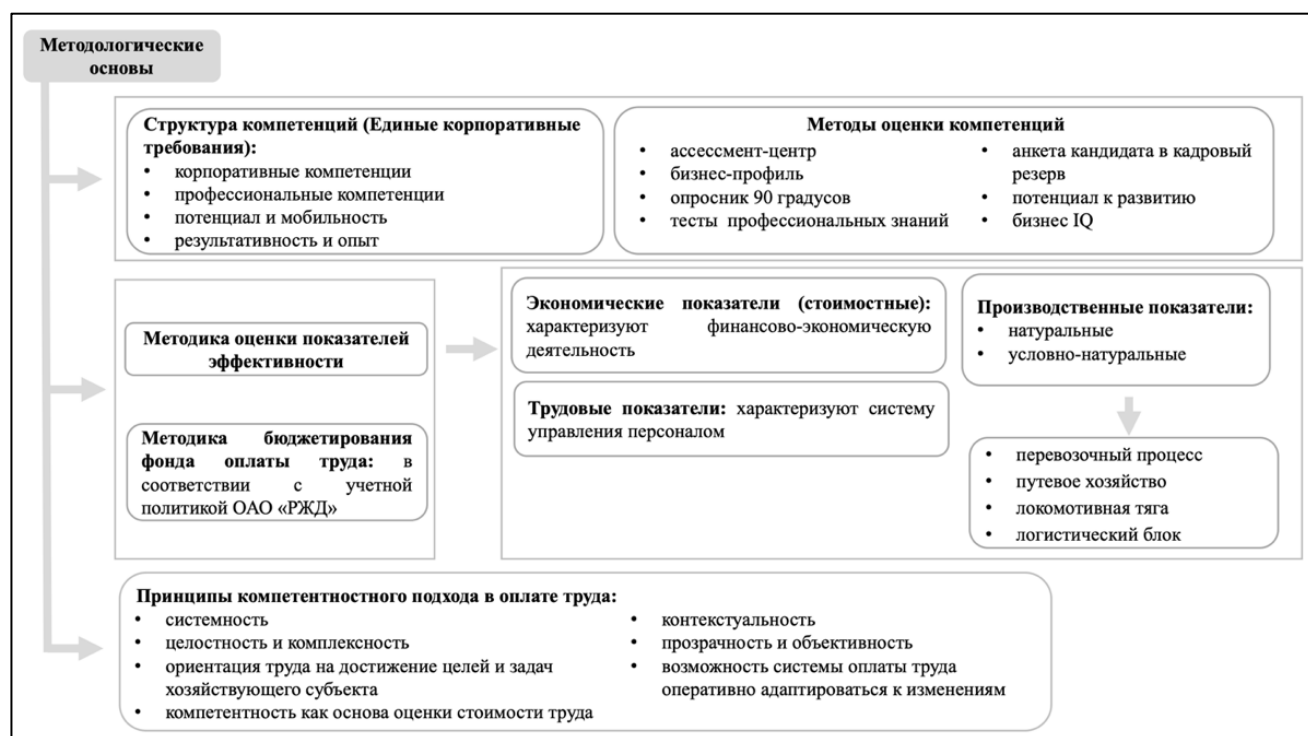 Методологические
основы
Структура компетенций (Единые корпоративные
требования):
• корпоративные компетенции
• профессиональные компетенции
• потенциал и мобильность
• результативность и опыт
Методы оценки компетенций
• ассессмент-центр
• бизнес-профиль
• опросник 90 градусов
• тесты профессиональных знаний
• анкета кандидата в кадровый
резерв
• потенциал к развитию
• бизнес IQ
Методика оценки показателей
эффективности
Методика бюджетирования
фонда оплаты труда: в
соответствии с учетной
политикой ОАО «РЖД»
Экономические показатели (стоимостные):
характеризуют финансово-экономическую
деятельность
Трудовые показатели: характеризуют систему
управления персоналом
Производственные показатели:
• натуральные
• условно-натуральные
• перевозочный процесс
• путевое хозяйство
• локомотивная тяга
• логистический блок
Принципы компетентностного подхода в оплате труда:
• системность
• целостность и комплексность
• ориентация труда на достижение целей и задач
хозяйствующего субъекта
• компетентность как основа оценки стоимости труда
• контекстуальность
• прозрачность и объективность
• возможность системы оплаты труда
оперативно адаптироваться к изменениям